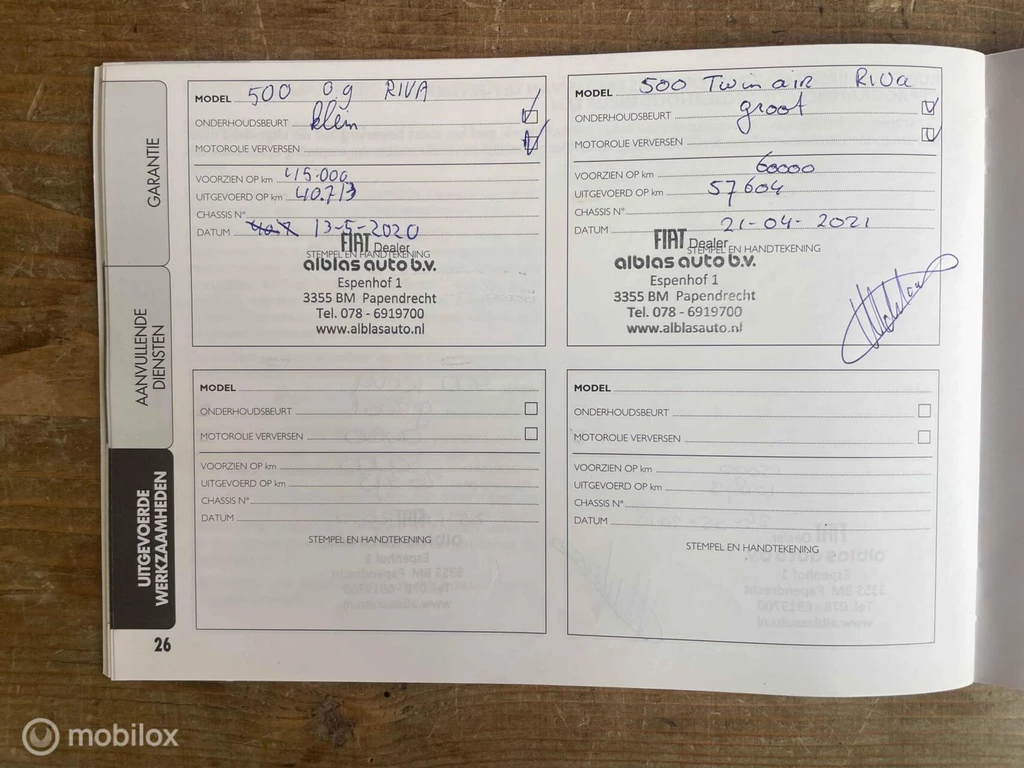 GARANTIE
AANVULLENDE
DIENSTEN
UITGEVOERDE
WERKZAAMHEDEN
26
MODEL 500 0.9 RIVA
ONDERHOUDSBEURT klein
MOTOROLIE VERVERSEN
VOORZIEN OP km 45.000
UITGEVOERD OP km 40.713
CHASSIS N°
DATUM 13-5-2020
STEMPEL EN HANDTEKENING
FIAT Dealer
alblas auto b.v.
Espenhof 1
3355 BM Papendrecht
Tel. 078 - 6919700
www.alblasauto.nl
MODEL 500 Twin air RIVa
ONDERHOUDSBEURT groot
MOTOROLIE VERVERSEN
VOORZIEN OP km 60000
UITGEVOERD OP km 57604
CHASSIS N°
DATUM 21-04-2021
STEMPEL EN HANDTEKENING
FIAT Dealer
alblas auto b.v.
Espenhof 1
3355 BM Papendrecht
Tel. 078 - 6919700
www.alblasauto.nl
MODEL
ONDERHOUDSBEURT
MOTOROLIE VERVERSEN
VOORZIEN OP km
UITGEVOERD OP km
CHASSIS N°
DATUM
STEMPEL EN HANDTEKENING
MODEL
ONDERHOUDSBEURT
MOTOROLIE VERVERSEN
VOORZIEN OP km
UITGEVOERD OP km
CHASSIS N°
DATUM
STEMPEL EN HANDTEKENING
mobilox